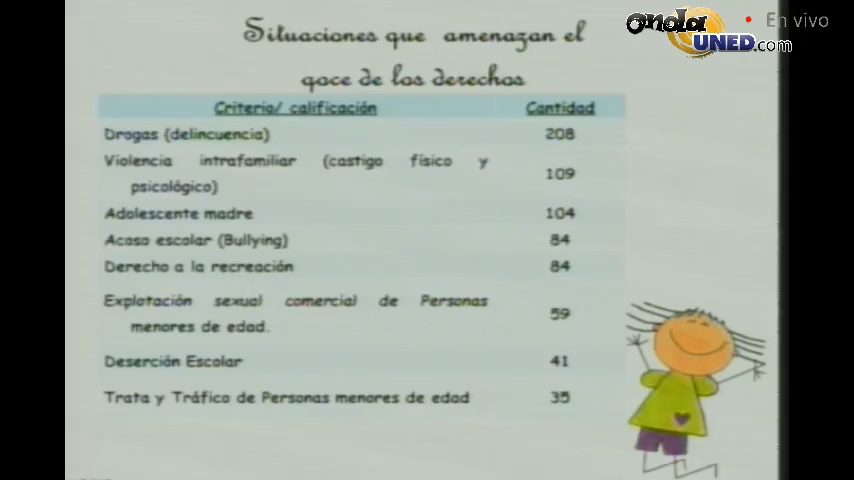 onda
UNED.com
En vivo
Situaciones que amenazan el
goce de los derechos
Criterio/ calificación Cantidad
Drogas (delincuencia) 208
Violencia intrafamiliar (castigo físico y
psicológico) 109
Adolescente madre 104
Acoso escolar (Bullying) 84
Derecho a la recreación 84
Explotación sexual comercial de Personas
menores de edad. 59
Deserción Escolar 41
Trata y Tráfico de Personas menores de edad 35